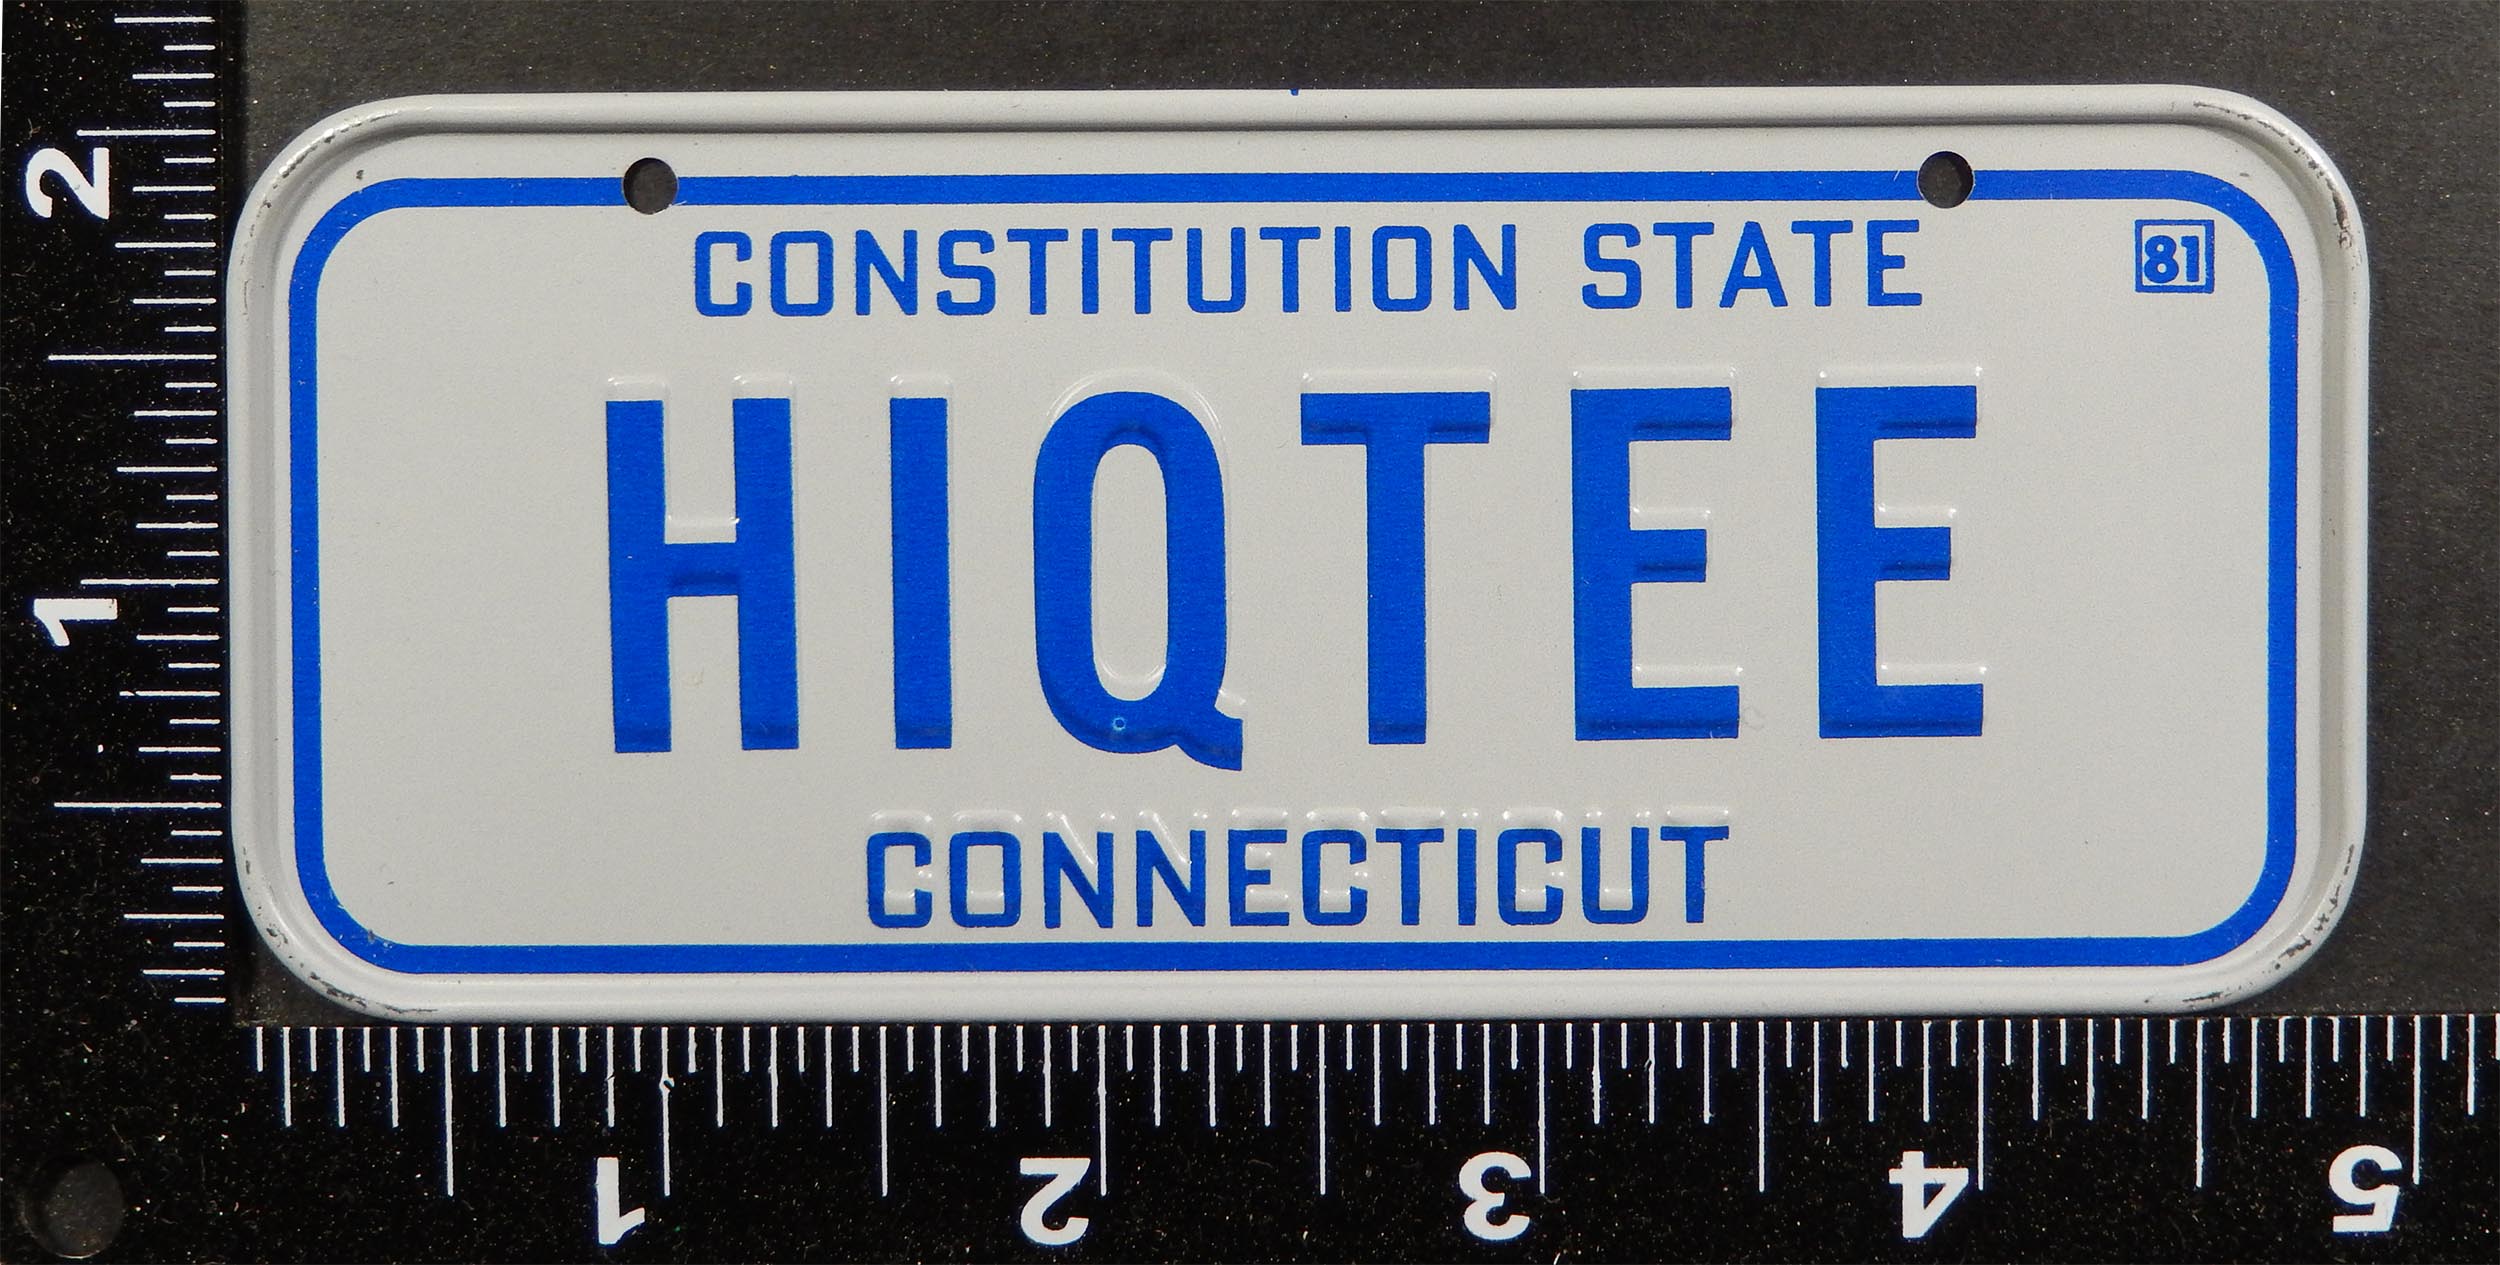 CONSTITUTION STATE
81
HIQTEE
CONNECTICUT
2
1
1 2 3 4 5